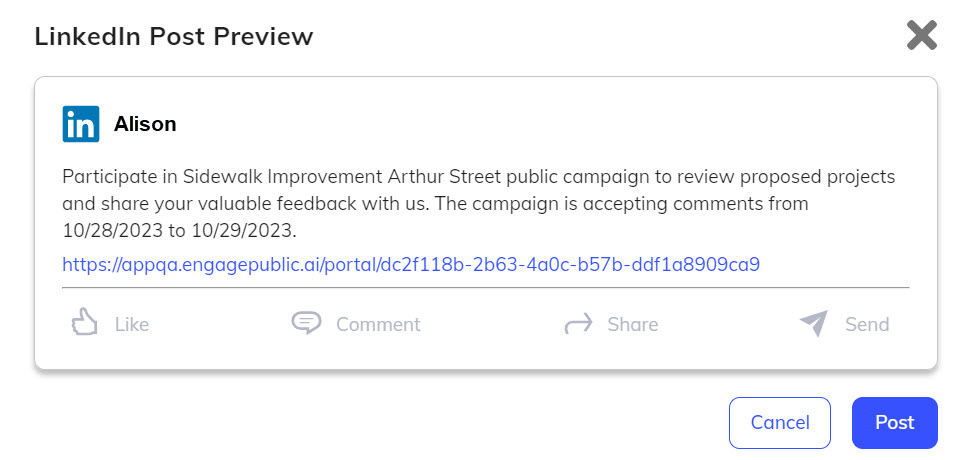 LinkedIn Post Preview
in Alison
Participate in Sidewalk Improvement Arthur Street public campaign to review proposed projects
and share your valuable feedback with us. The campaign is accepting comments from
10/28/2023 to 10/29/2023.
https://appqa.engagepublic.ai/portal/dc2f118b-2b63-4a0c-b57b-ddf1a8909ca9
Like Comment Share Send
Cancel Post